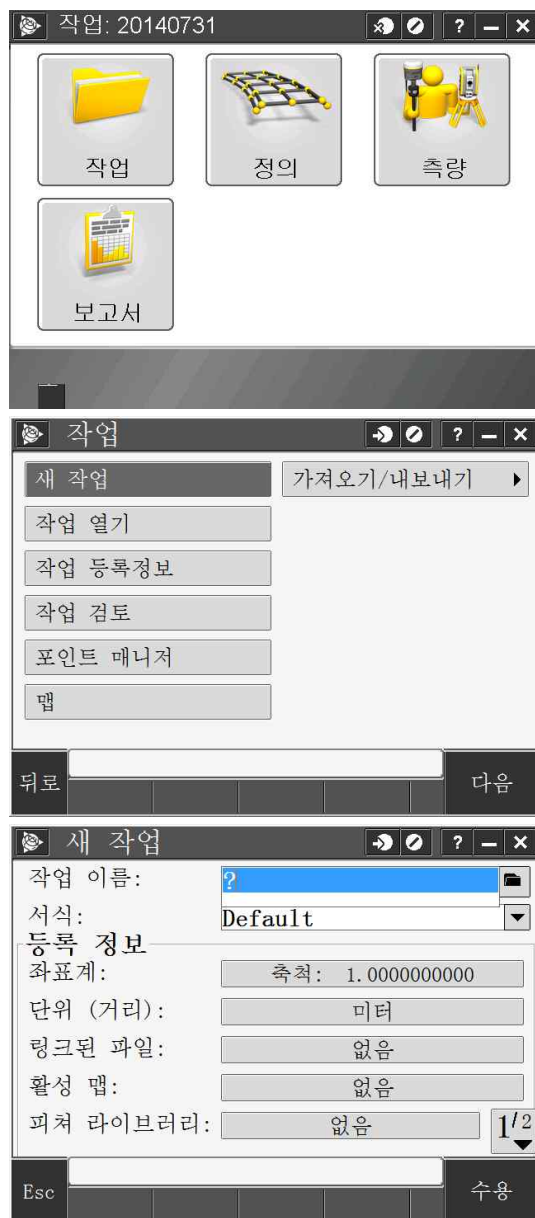 작업: 20140731
?
작업 정의 측량
보고서
작업
?
새 작업 가져오기/내보내기
작업 열기
작업 등록정보
작업 검토
포인트 매니저
맵
뒤로 다음
새 작업
?
작업 이름: ?
서식: Default
등록 정보
좌표계: 축척: 1.0000000000
단위 (거리): 미터
링크된 파일: 없음
활성 맵: 없음
피쳐 라이브러리: 없음 1/2
Esc 수용